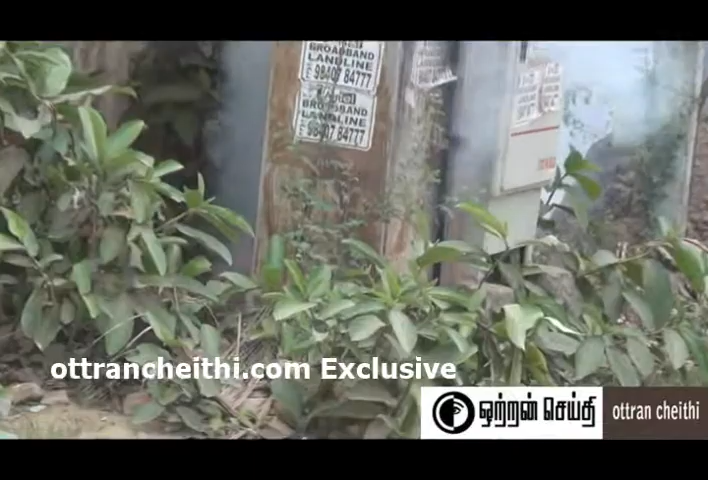 BROADBAND
LANDLINE
98407 84777
BROADBAND
LANDLINE
98407 84777
ottrancheithi.com Exclusive
ஒற்றன் செய்தி
ottran cheithi